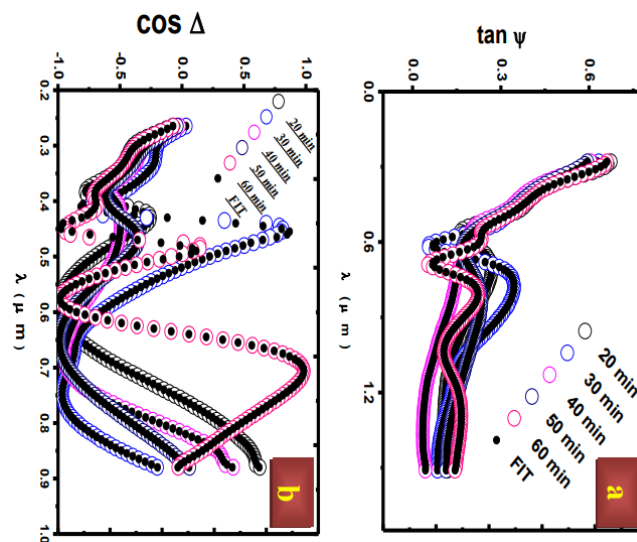 cos Δ
-1.0 -0.5 0.0 0.5 1.0
0.2
0.3
0.4
0.5
0.6
0.7
0.8
0.9
1.0
λ ( μ m )
20 min
30 min
40 min
50 min
60 min
FIT
b
tan ψ
0.0 0.3 0.6
0.0
0.6
1.2
λ ( μ m )
20 min
30 min
40 min
50 min
60 min
FIT
a